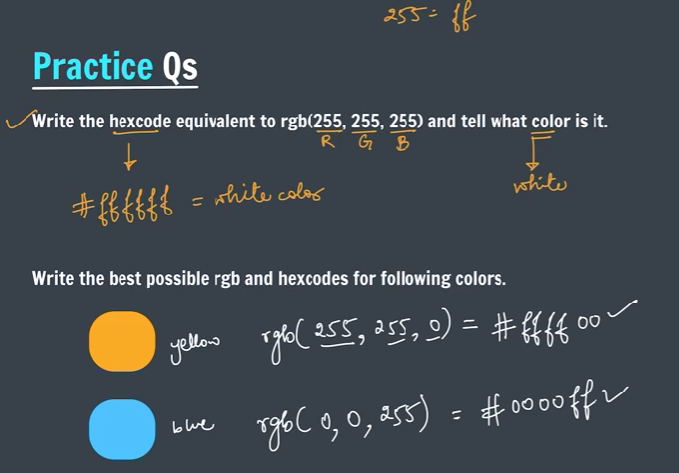 255 = ff
Practice Qs
Write the hexcode equivalent to rgb(255, 255, 255) and tell what color is it.
R G B
#ffffff = white color
white
Write the best possible rgb and hexcodes for following colors.
yellow rgb(255, 255, 0) = #ffff00
blue rgb(0, 0, 255) = #0000ff